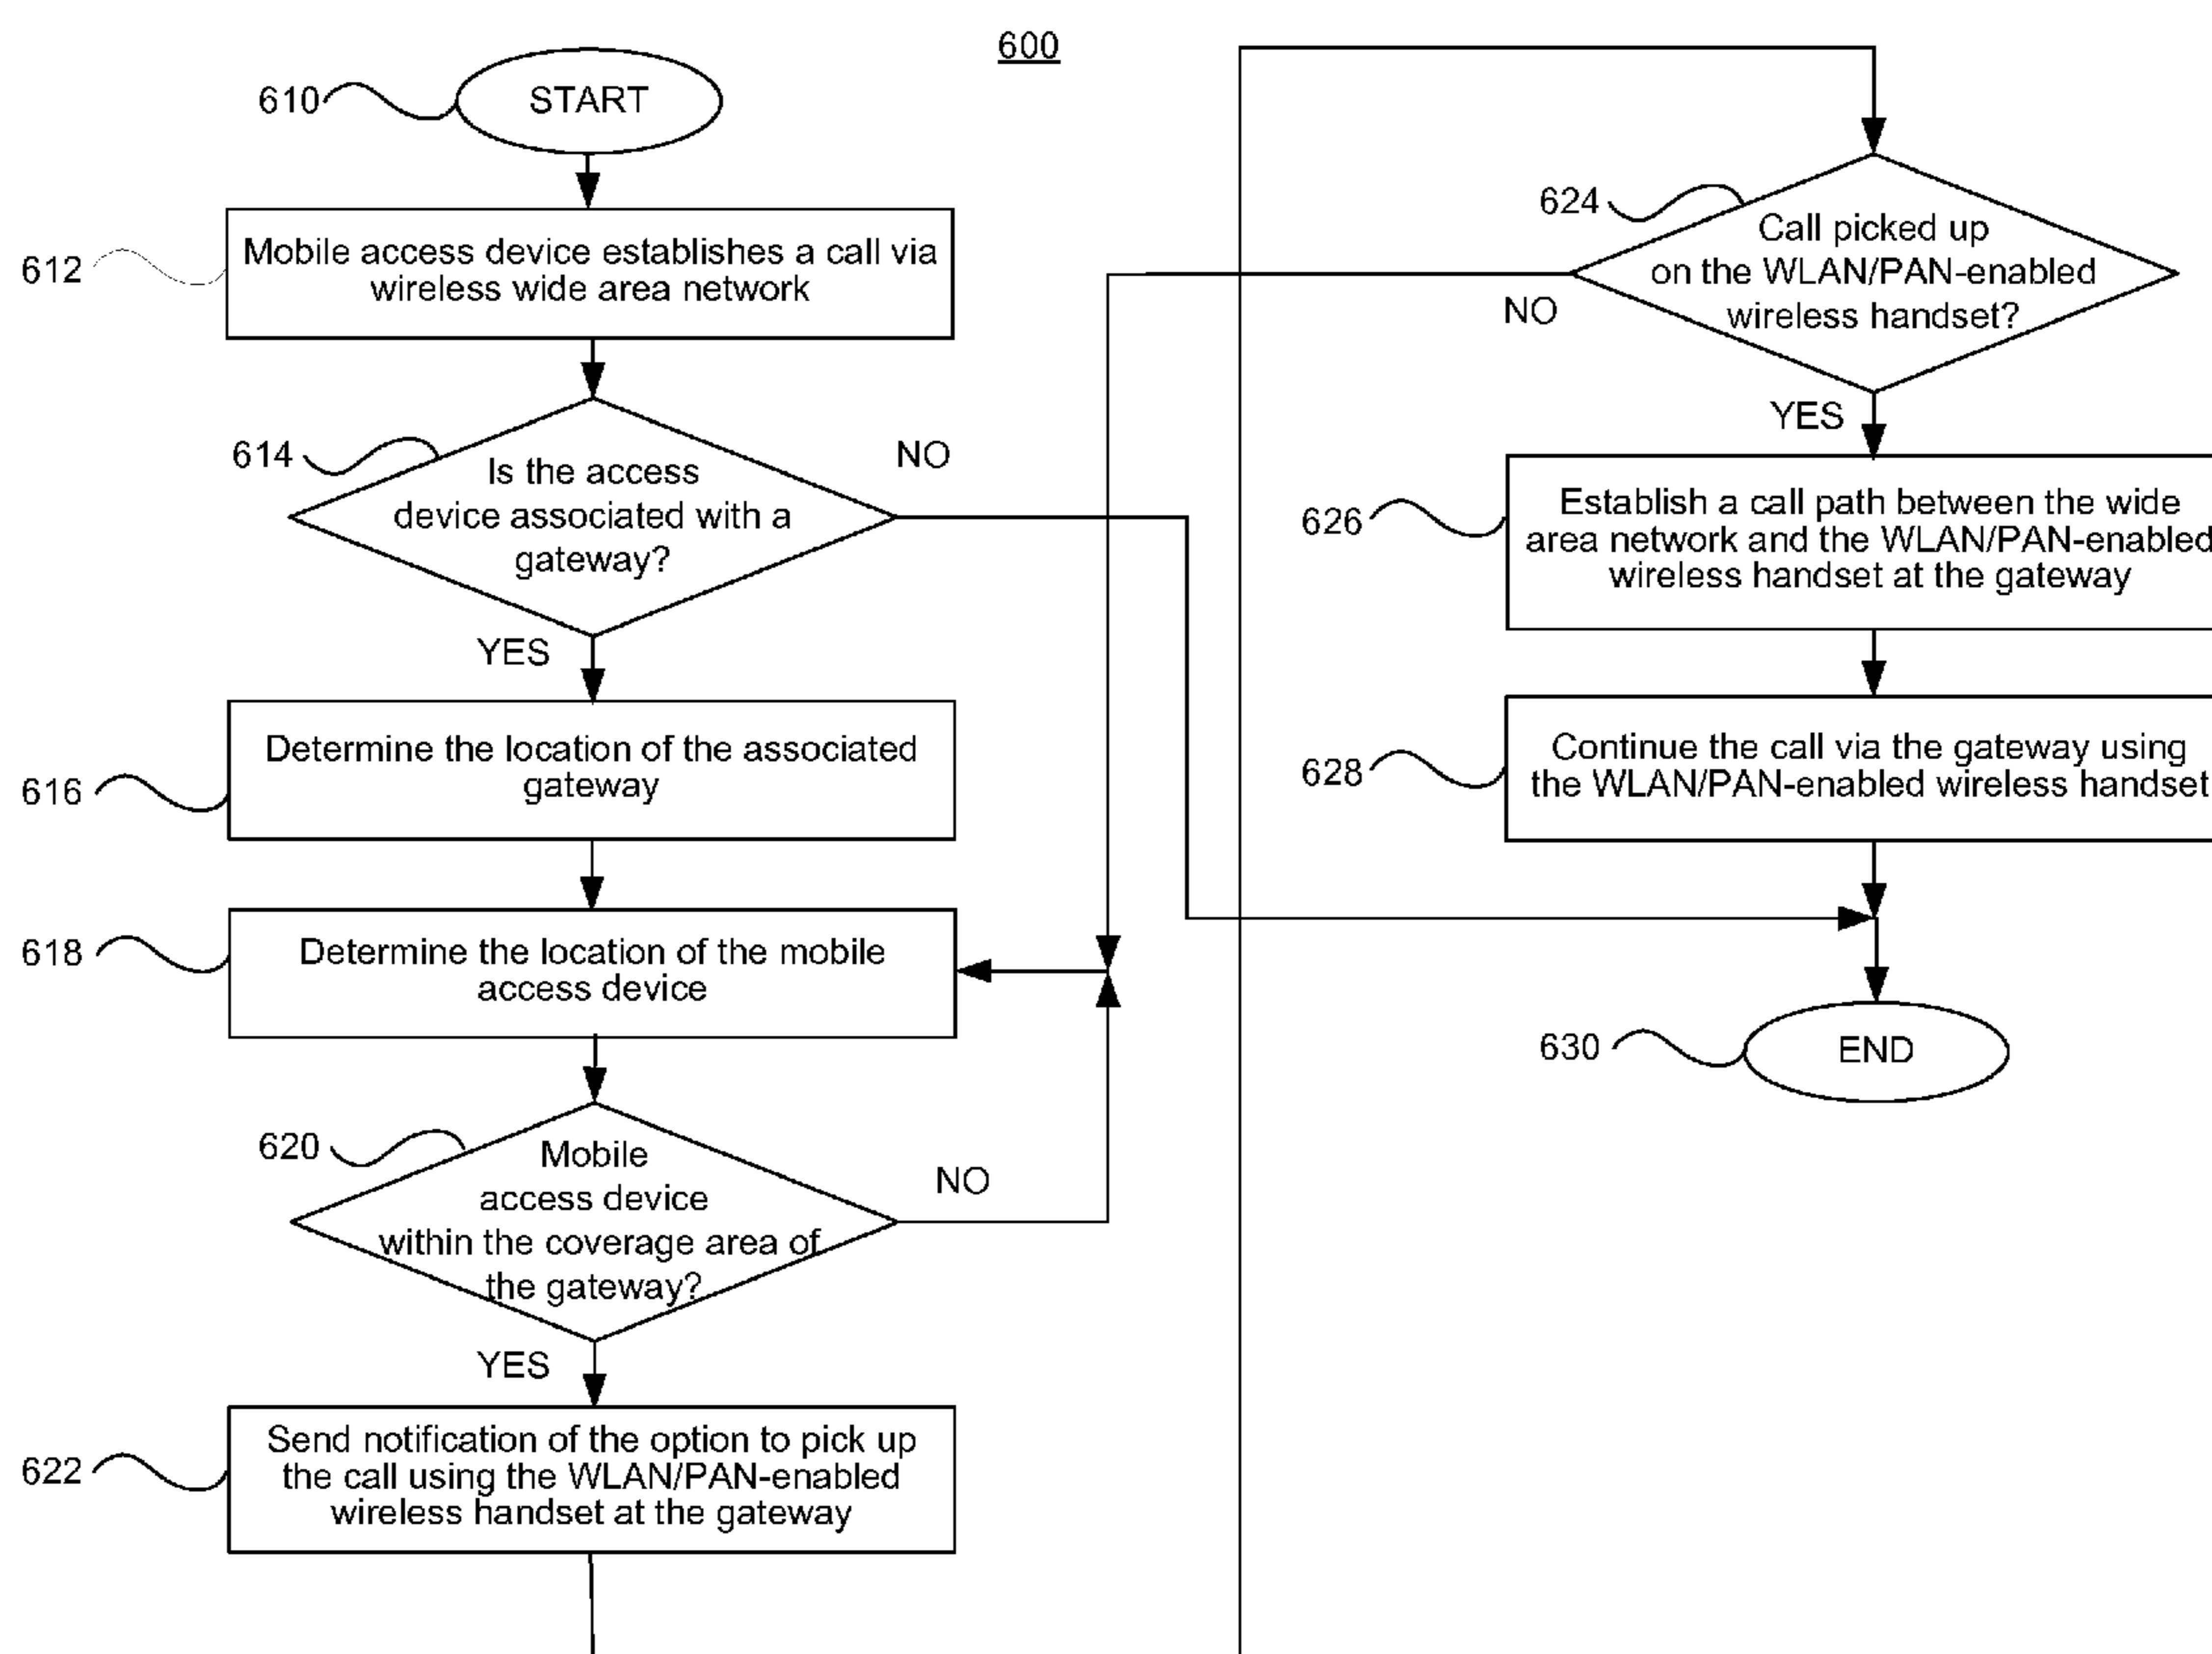 600
610
START
612
Mobile access device establishes a call via
wireless wide area network
614
Is the access
device associated with a
gateway?
NO
YES
616
Determine the location of the associated
gateway
618
Determine the location of the mobile
access device
620
Mobile
access device
within the coverage area of
the gateway?
NO
YES
622
Send notification of the option to pick up
the call using the WLAN/PAN-enabled
wireless handset at the gateway
624
Call picked up
on the WLAN/PAN-enabled
wireless handset?
NO
YES
626
Establish a call path between the wide
area network and the WLAN/PAN-enabled
wireless handset at the gateway
628
Continue the call via the gateway using
the WLAN/PAN-enabled wireless handset
630
END